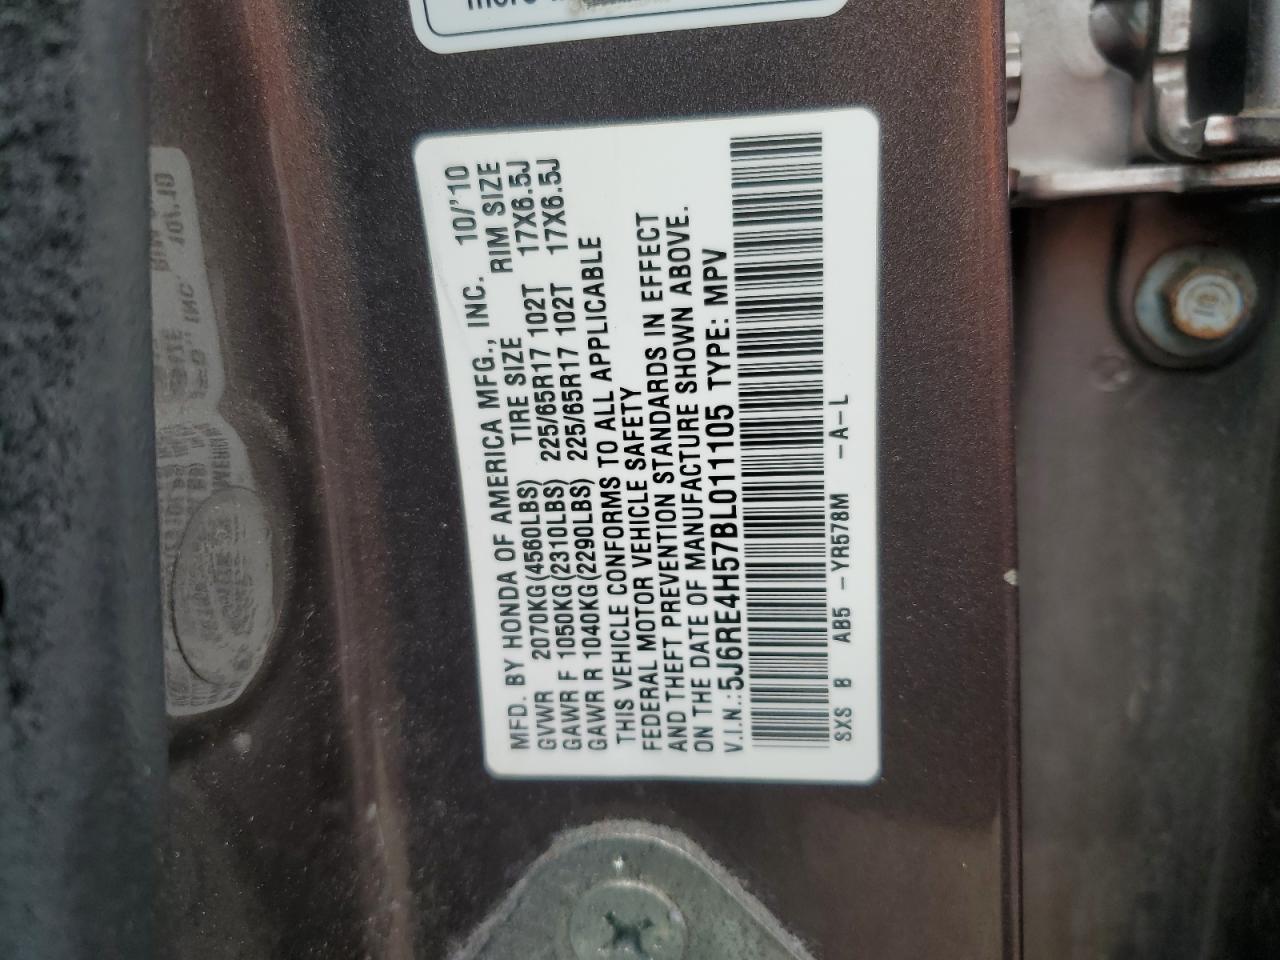 MFD. BY HONDA OF AMERICA MFG., INC. 10/'10
GVWR 2070KG(4560LBS) TIRE SIZE RIM SIZE
GAWR F 1050KG(2310LBS) 225/65R17 102T 17X6.5J
GAWR R 1040KG(2290LBS) 225/65R17 102T 17X6.5J
THIS VEHICLE CONFORMS TO ALL APPLICABLE
FEDERAL MOTOR VEHICLE SAFETY
AND THEFT PREVENTION STANDARDS IN EFFECT
ON THE DATE OF MANUFACTURE SHOWN ABOVE.
V.I.N.:5J6RE4H57BL011105 TYPE: MPV
SXS B AB5 -YR578M -A-L